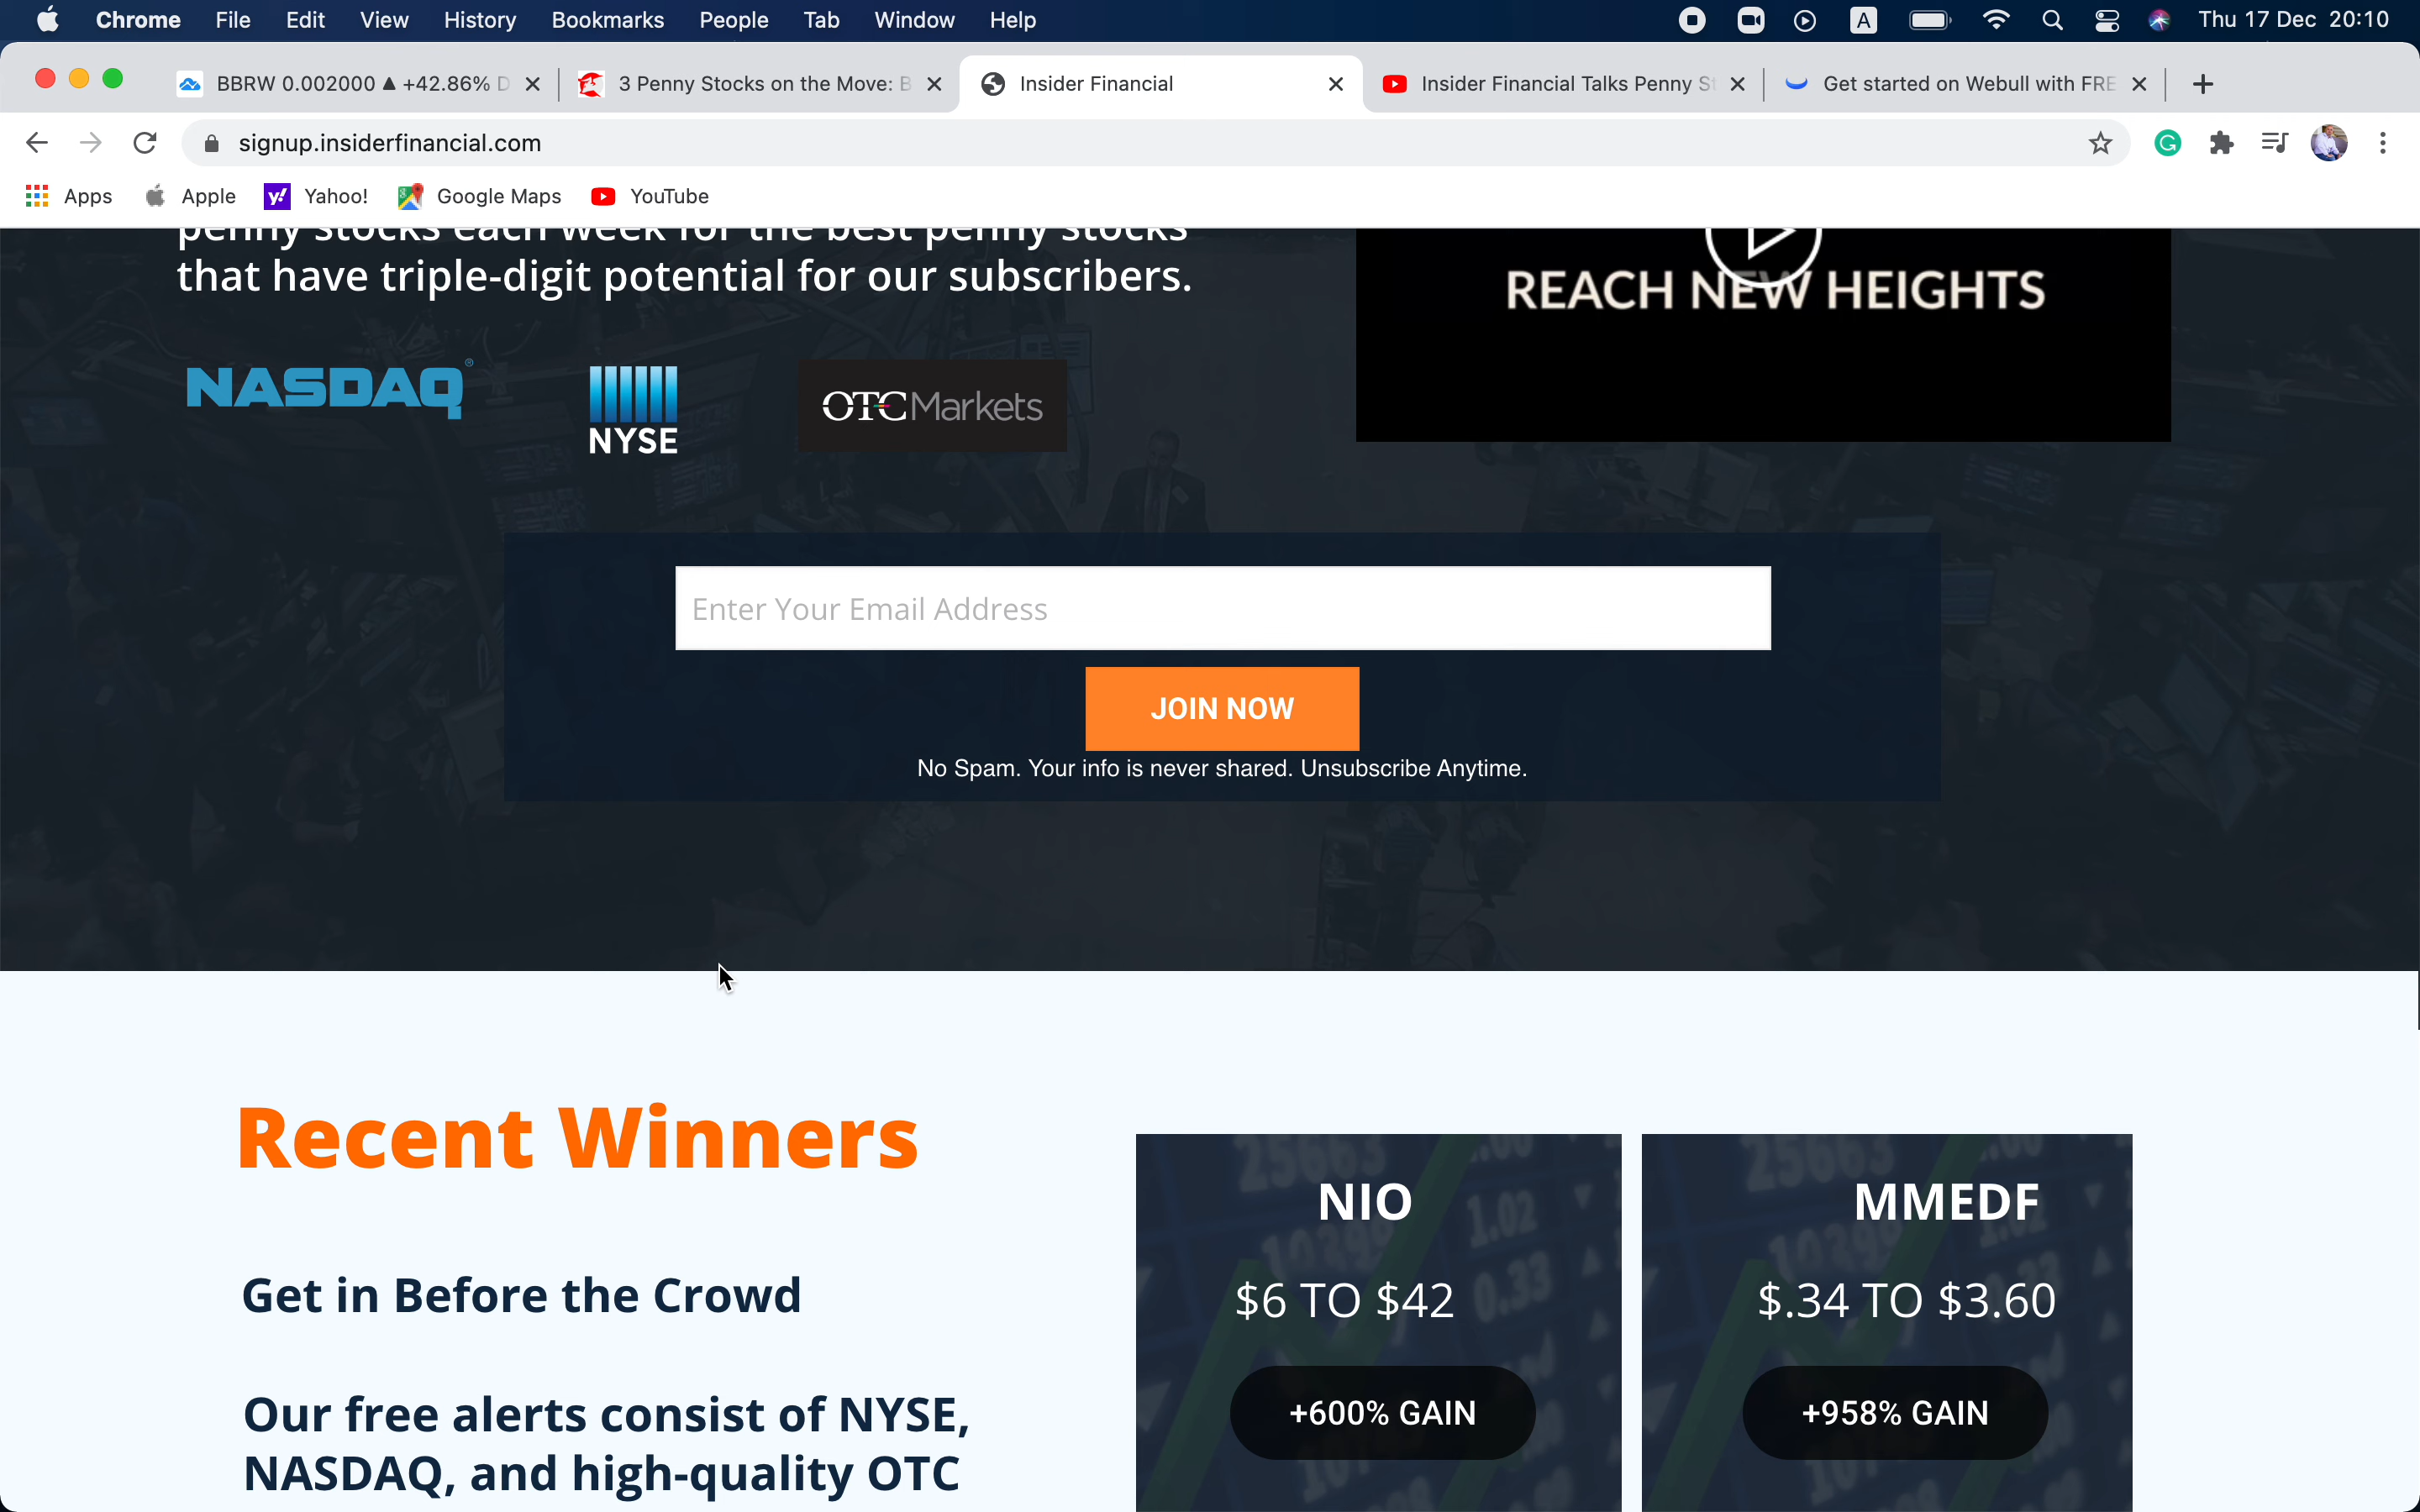 Chrome File Edit View History Bookmarks People Tab Window Help A Thu 17 Dec 20:10
BBRW 0.002000 ▲ +42.86% D 3 Penny Stocks on the Move: B Insider Financial Insider Financial Talks Penny St Get started on Webull with FRE
signup.insiderfinancial.com
Apps Apple Yahoo! Google Maps YouTube
penny stocks each week for the best penny stocks
that have triple-digit potential for our subscribers.
REACH NEW HEIGHTS
NASDAQ®
NYSE
OTC Markets
Enter Your Email Address
JOIN NOW
No Spam. Your info is never shared. Unsubscribe Anytime.
Recent Winners
Get in Before the Crowd
Our free alerts consist of NYSE,
NASDAQ, and high-quality OTC
NIO
$6 TO $42
+600% GAIN
MMEDF
$.34 TO $3.60
+958% GAIN